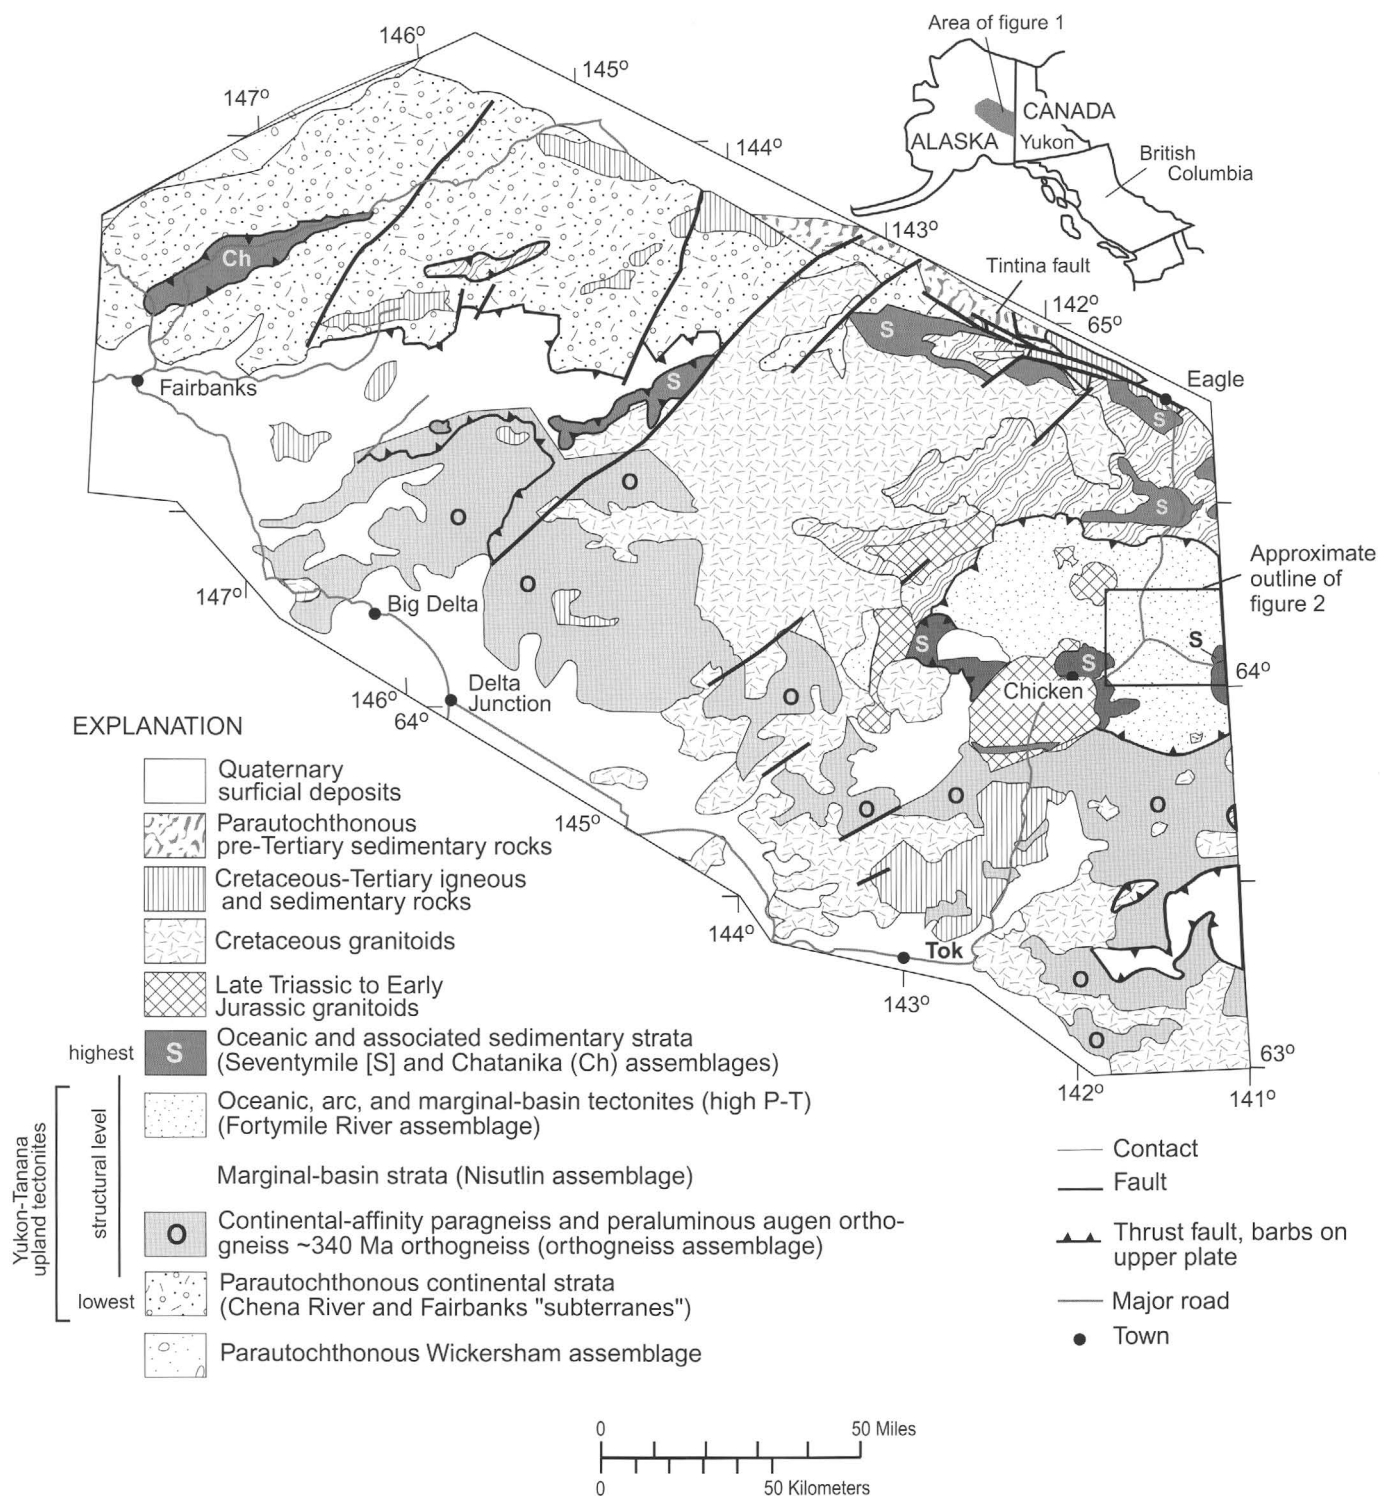 Area of figure 1
CANADA
ALASKA
Yukon
British
Columbia
146°
145°
147°
144°
143°
Tintina fault
142°
65°
Ch
S
S
Eagle
S
Fairbanks
O
O
S
Approximate
outline of
figure 2
O
147°
Big Delta
S
S
S
64°
Delta
Junction
146°
64°
O
Chicken
O
O
O
145°
144°
Tok
143°
O
O
63°
142°
141°
EXPLANATION
Quaternary
surficial deposits
Parautochthonous
pre-Tertiary sedimentary rocks
Cretaceous-Tertiary igneous
and sedimentary rocks
Cretaceous granitoids
Late Triassic to Early
Jurassic granitoids
highest
S
Oceanic and associated sedimentary strata
(Seventymile [S] and Chatanika (Ch) assemblages)
Oceanic, arc, and marginal-basin tectonites (high P-T)
(Fortymile River assemblage)
Marginal-basin strata (Nisutlin assemblage)
Yukon-Tanana
upland tectonites
structural level
O
Continental-affinity paragneiss and peraluminous augen ortho-
gneiss ~340 Ma orthogneiss (orthogneiss assemblage)
lowest
Parautochthonous continental strata
(Chena River and Fairbanks "subterranes")
Parautochthonous Wickersham assemblage
Contact
Fault
Thrust fault, barbs on
upper plate
Major road
Town
0
50 Miles
0
50 Kilometers